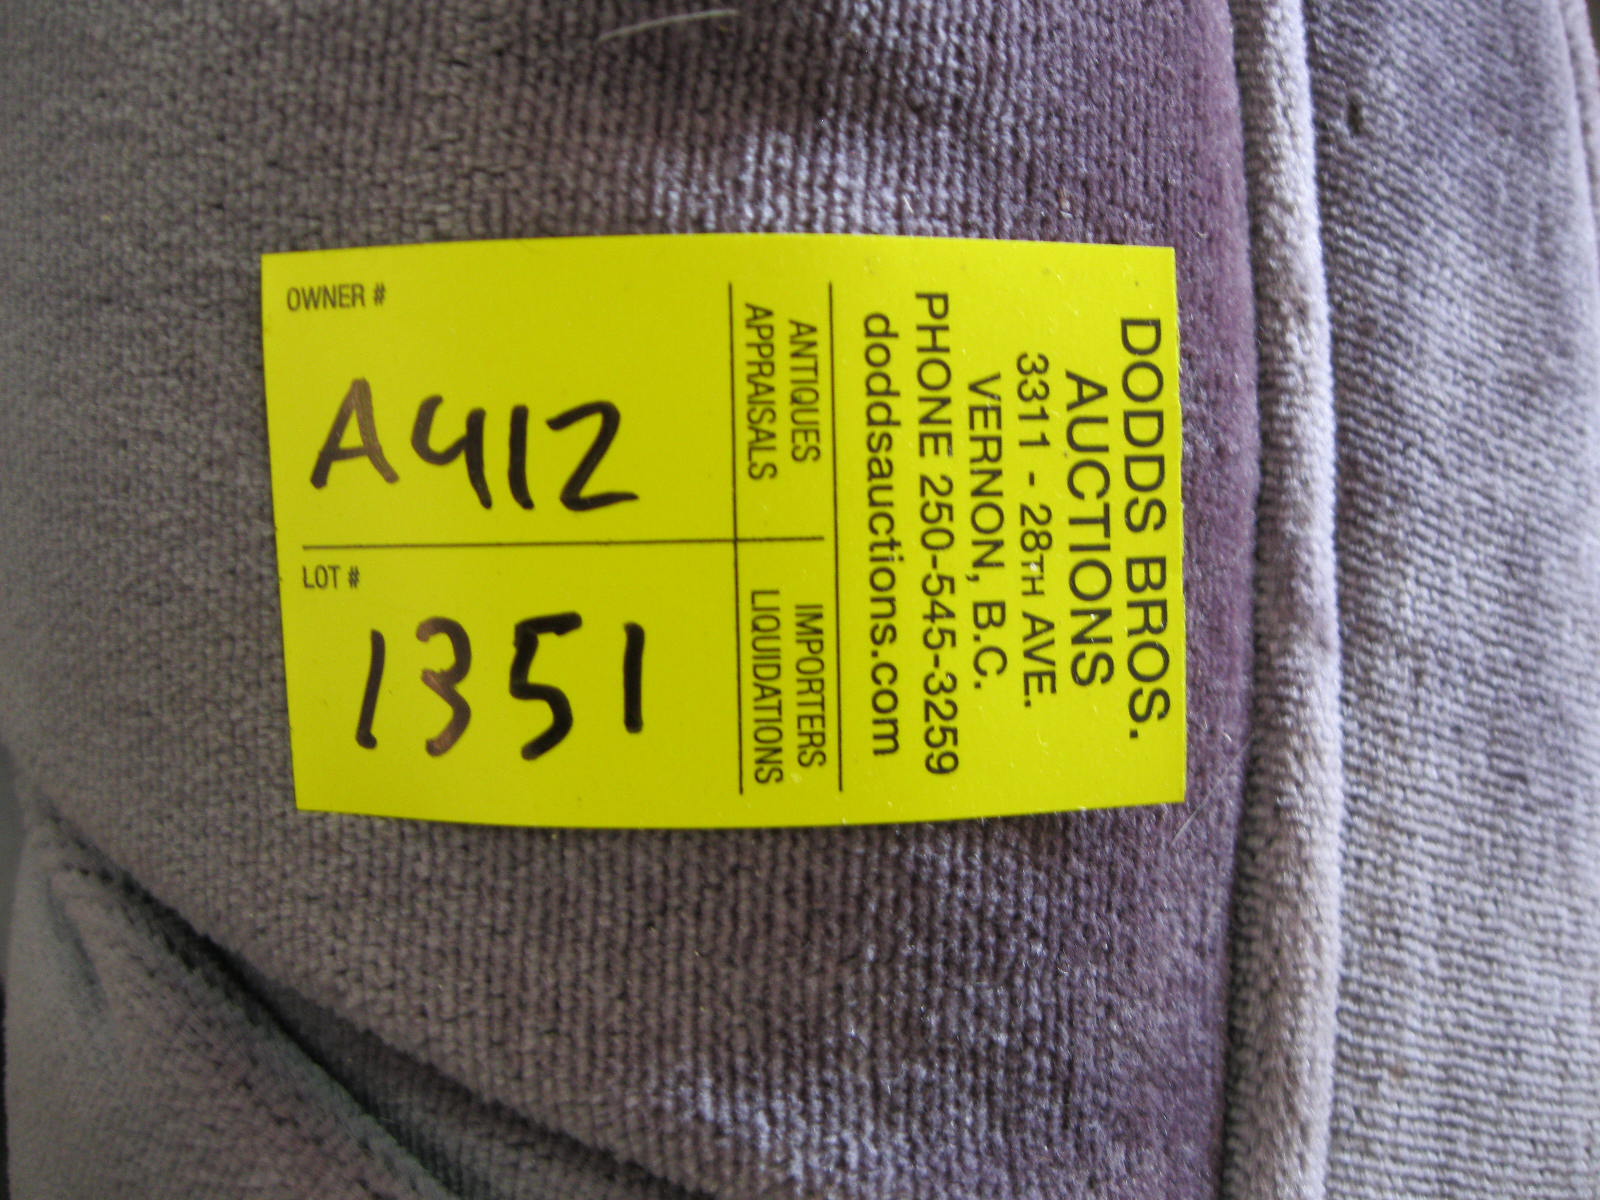 DODDS BROS.
AUCTIONS
3311 - 28TH AVE.
VERNON, B.C.
PHONE 250-545-3259
doddsauctions.com
ANTIQUES
APPRAISALS
IMPORTERS
LIQUIDATIONS
OWNER #
A412
LOT #
1351